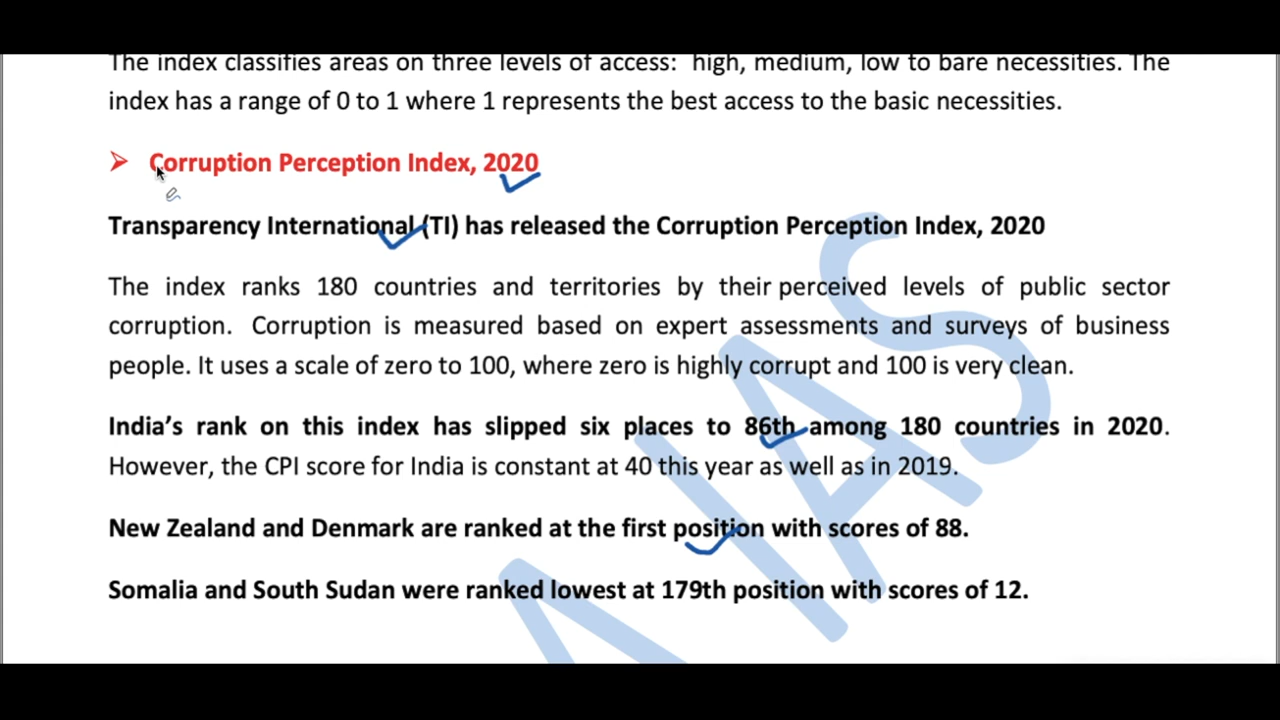 The index classifies areas on three levels of access: high, medium, low to bare necessities. The
index has a range of 0 to 1 where 1 represents the best access to the basic necessities.
Corruption Perception Index, 2020
Transparency International (TI) has released the Corruption Perception Index, 2020
The index ranks 180 countries and territories by their perceived levels of public sector
corruption. Corruption is measured based on expert assessments and surveys of business
people. It uses a scale of zero to 100, where zero is highly corrupt and 100 is very clean.
India’s rank on this index has slipped six places to 86th among 180 countries in 2020.
However, the CPI score for India is constant at 40 this year as well as in 2019.
New Zealand and Denmark are ranked at the first position with scores of 88.
Somalia and South Sudan were ranked lowest at 179th position with scores of 12.
A IAS